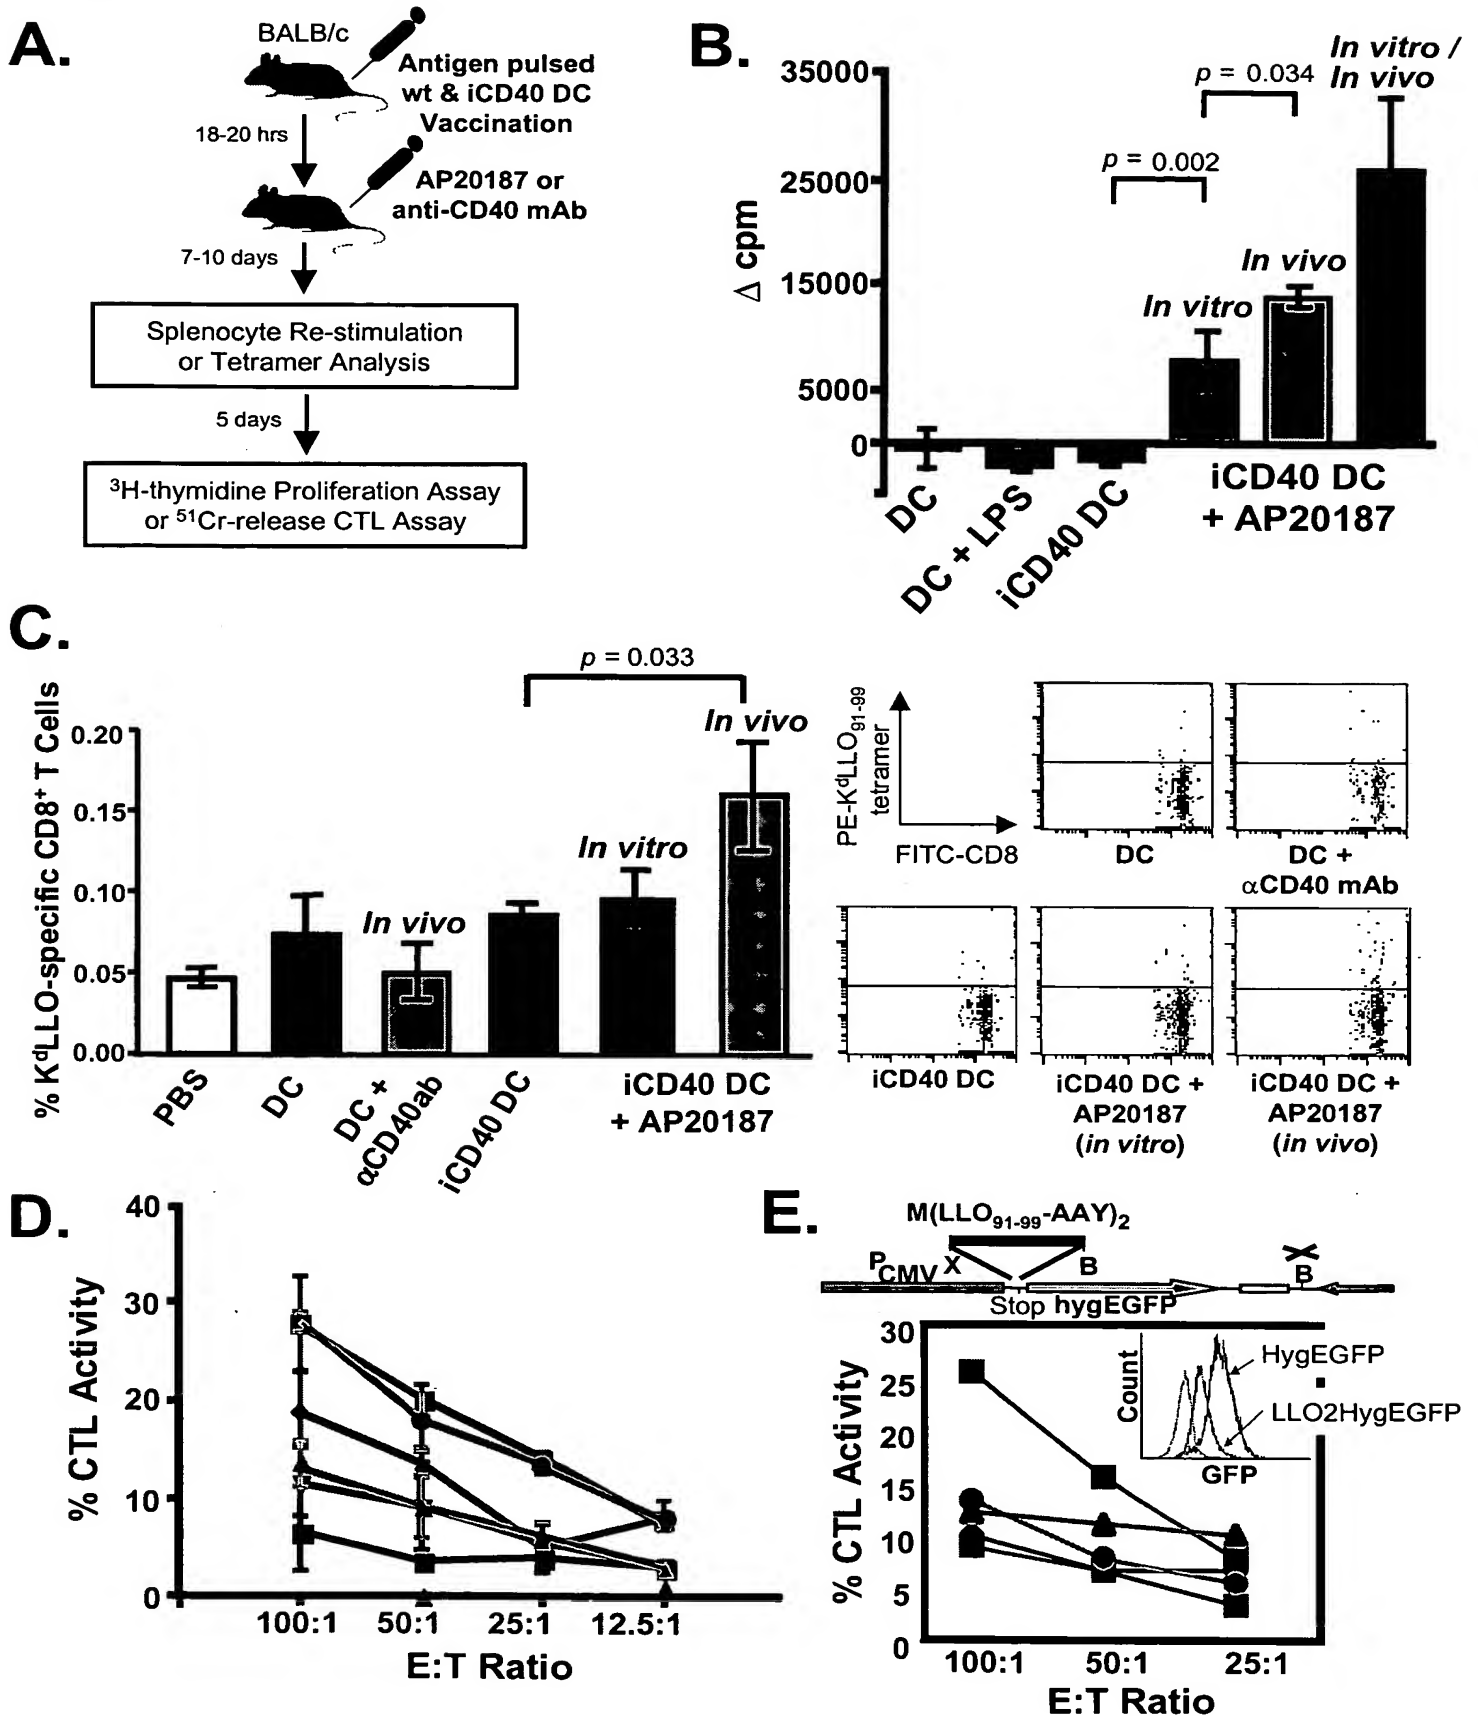 A.
BALB/c
Antigen pulsed
wt & iCD40 DC
Vaccination
18-20 hrs
AP20187 or
anti-CD40 mAb
7-10 days
Splenocyte Re-stimulation
or Tetramer Analysis
5 days
³H-thymidine Proliferation Assay
or ⁵¹Cr-release CTL Assay
B.
Δ cpm
35000
25000
15000
5000
0
p = 0.002
p = 0.034
In vitro
In vivo
In vitro /
In vivo
DC
DC + LPS
iCD40 DC
iCD40 DC
+ AP20187
C.
% KᵈLLO-specific CD8⁺ T Cells
0.20
0.15
0.10
0.05
0.00
p = 0.033
In vivo
In vitro
In vivo
PBS
DC
DC +
αCD40ab
iCD40 DC
iCD40 DC
+ AP20187
PE-KᵈLLO₉₁₋₉₉
tetramer
FITC-CD8
DC
DC +
αCD40 mAb
iCD40 DC
iCD40 DC +
AP20187
(in vitro)
iCD40 DC +
AP20187
(in vivo)
D.
% CTL Activity
40
30
20
10
0
100:1 50:1 25:1 12.5:1
E:T Ratio
E.
M(LLO₉₁₋₉₉-AAY)₂
PCMV X B B
Stop hygEGFP
% CTL Activity
30
25
20
15
10
5
0
Count
HygEGFP
LLO2HygEGFP
GFP
100:1 50:1 25:1
E:T Ratio